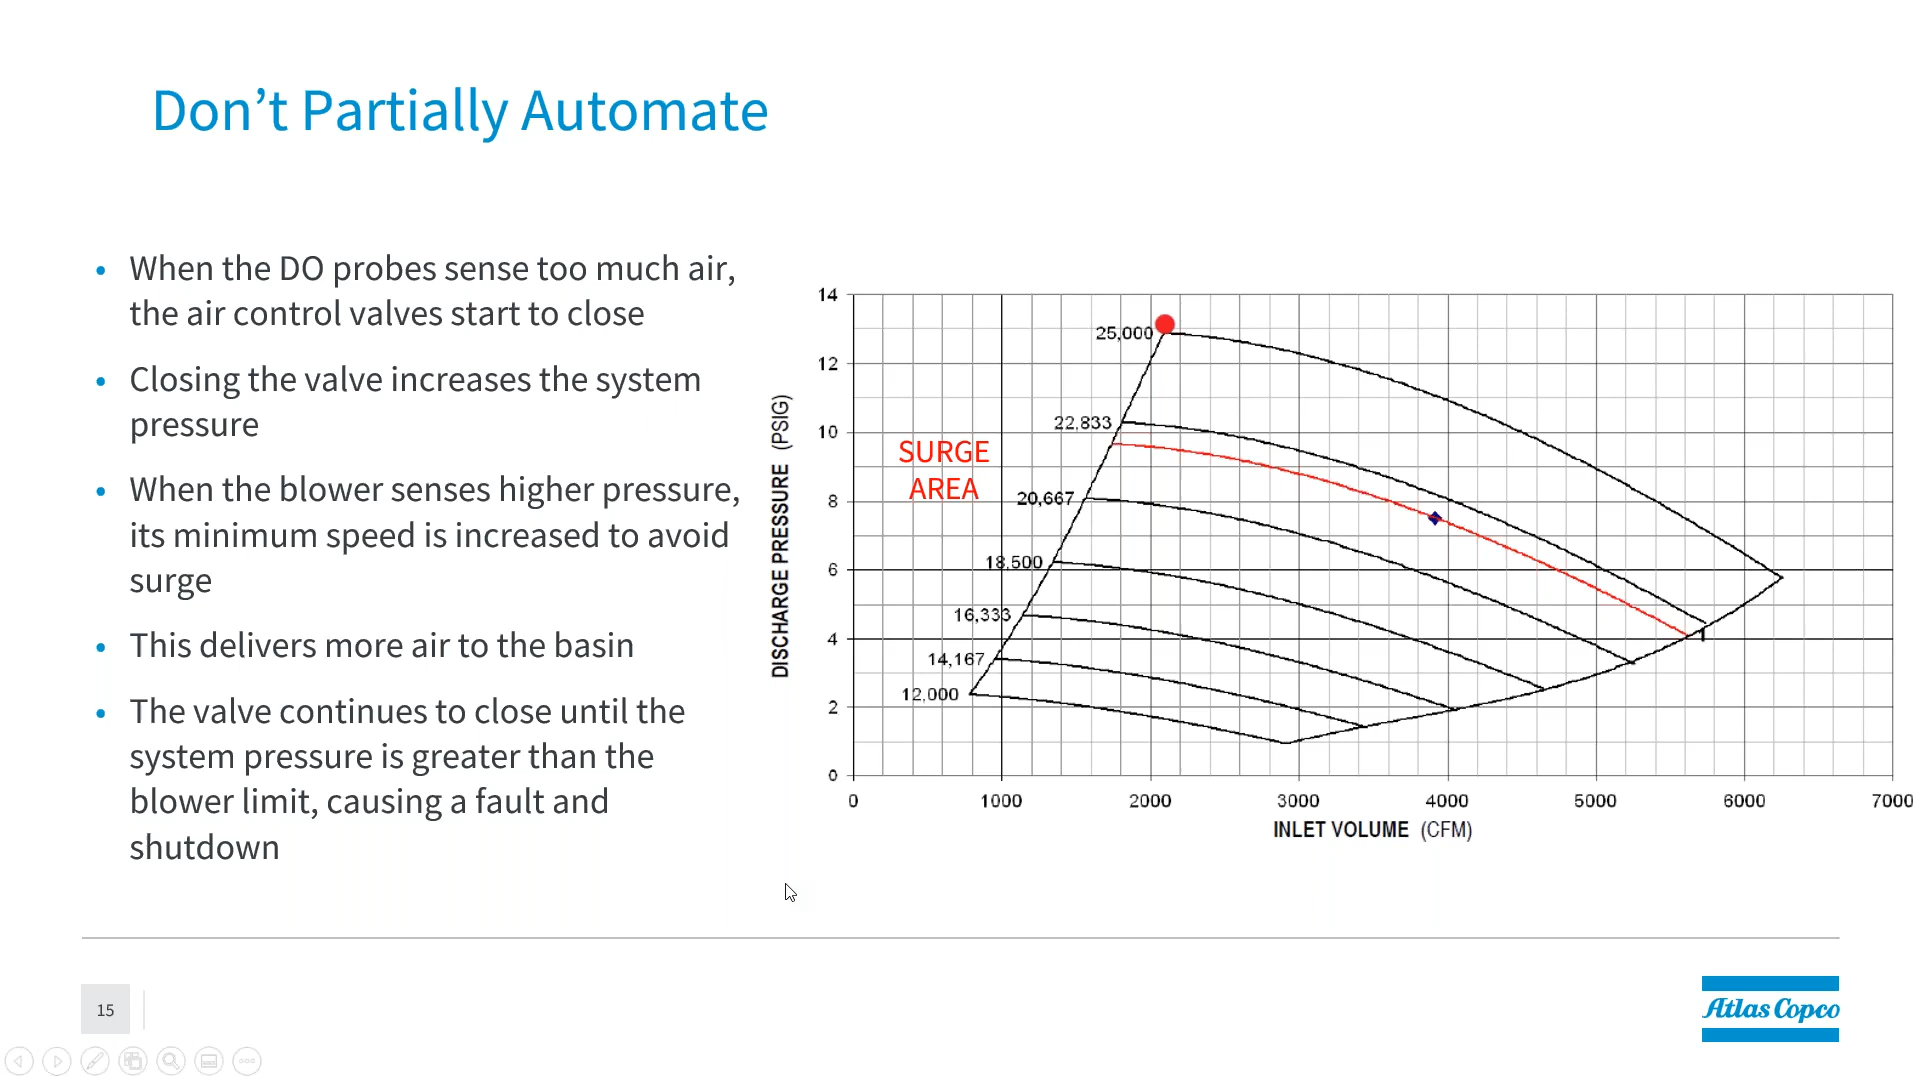 Don’t Partially Automate
• When the DO probes sense too much air,
the air control valves start to close
• Closing the valve increases the system
pressure
• When the blower senses higher pressure,
its minimum speed is increased to avoid
surge
• This delivers more air to the basin
• The valve continues to close until the
system pressure is greater than the
blower limit, causing a fault and
shutdown
DISCHARGE PRESSURE (PSIG)
14
12
10
8
6
4
2
0
25,000
22,833
20,667
18,500
16,333
14,167
12,000
SURGE
AREA
0 1000 2000 3000 4000 5000 6000 7000
INLET VOLUME (CFM)
15
Atlas Copco